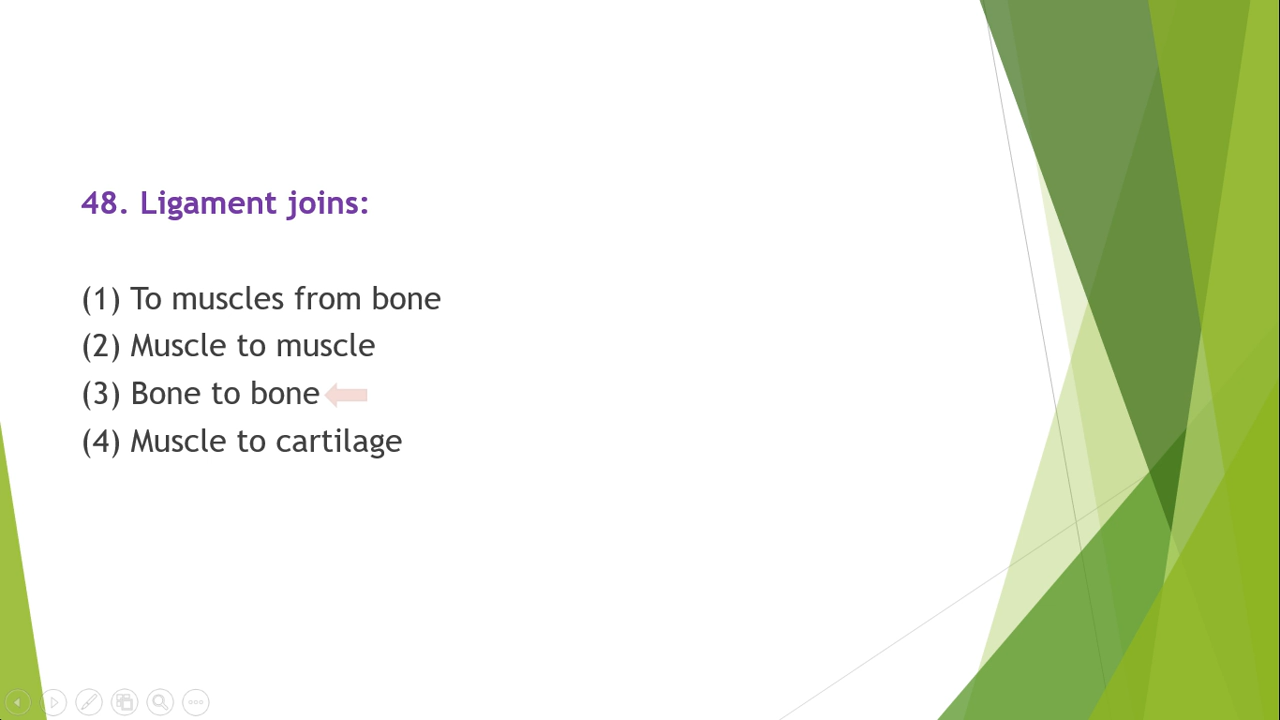 48. Ligament joins:
(1) To muscles from bone
(2) Muscle to muscle
(3) Bone to bone
(4) Muscle to cartilage